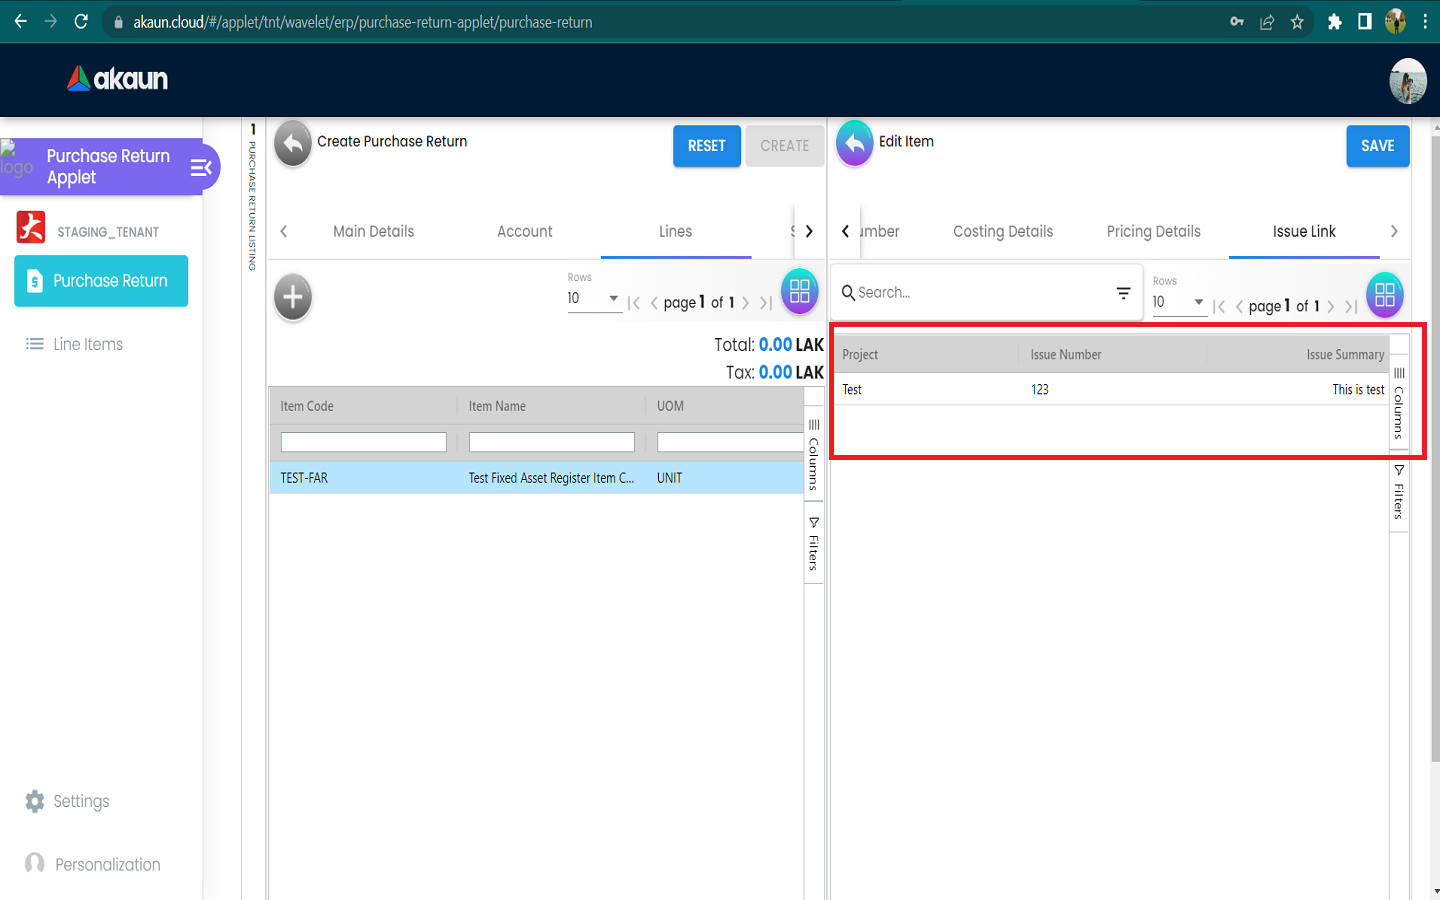 akaun.cloud/#/applet/tnt/wavelet/erp/purchase-return-applet/purchase-return
akaun
logo
Purchase Return
Applet
STAGING_TENANT
Purchase Return
Line Items
Settings
Personalization
1 PURCHASE RETURN LISTING
Create Purchase Return
RESET
CREATE
Main Details
Account
Lines
Rows
10
page 1 of 1
Total: 0.00 LAK
Tax: 0.00 LAK
Item Code
Item Name
UOM
TEST-FAR
Test Fixed Asset Register Item C...
UNIT
Columns
Filters
Edit Item
SAVE
umber
Costing Details
Pricing Details
Issue Link
Search...
Rows
10
page 1 of 1
Project
Issue Number
Issue Summary
Test
123
This is test
Columns
Filters